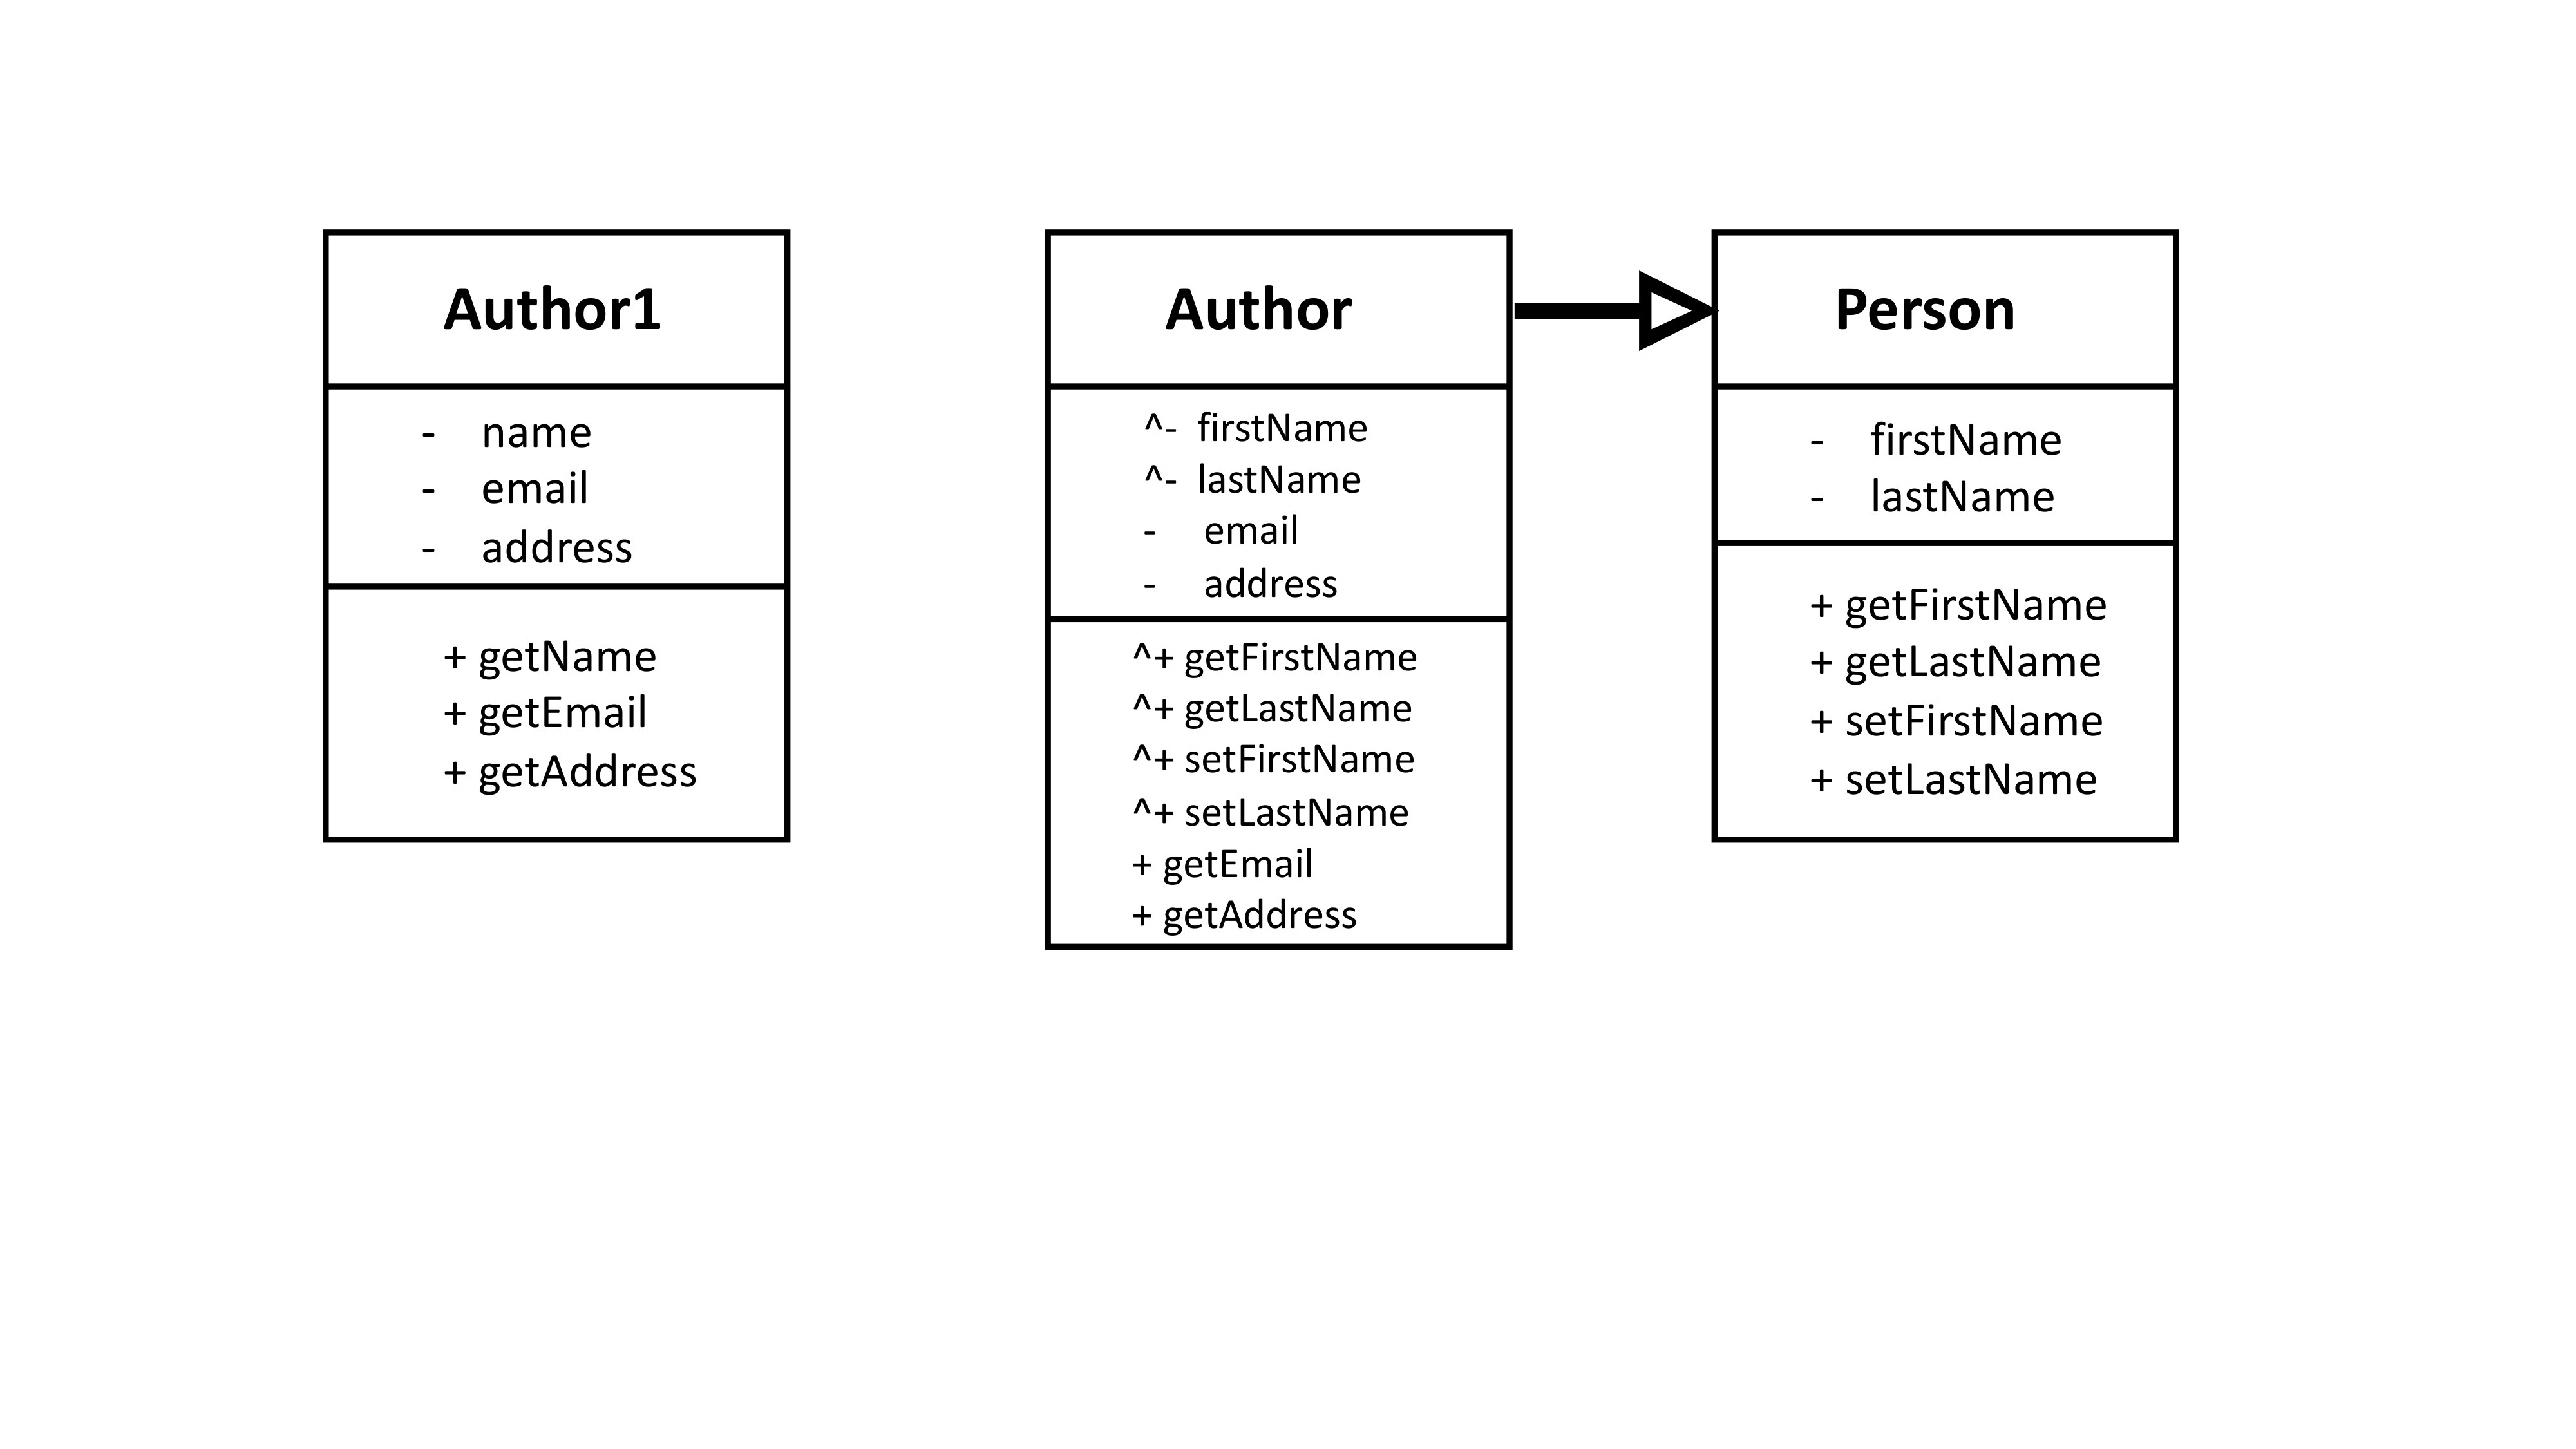 Author1
- name
- email
- address
+ getName
+ getEmail
+ getAddress
Author
^- firstName
^- lastName
- email
- address
^+ getFirstName
^+ getLastName
^+ setFirstName
^+ setLastName
+ getEmail
+ getAddress
Person
- firstName
- lastName
+ getFirstName
+ getLastName
+ setFirstName
+ setLastName